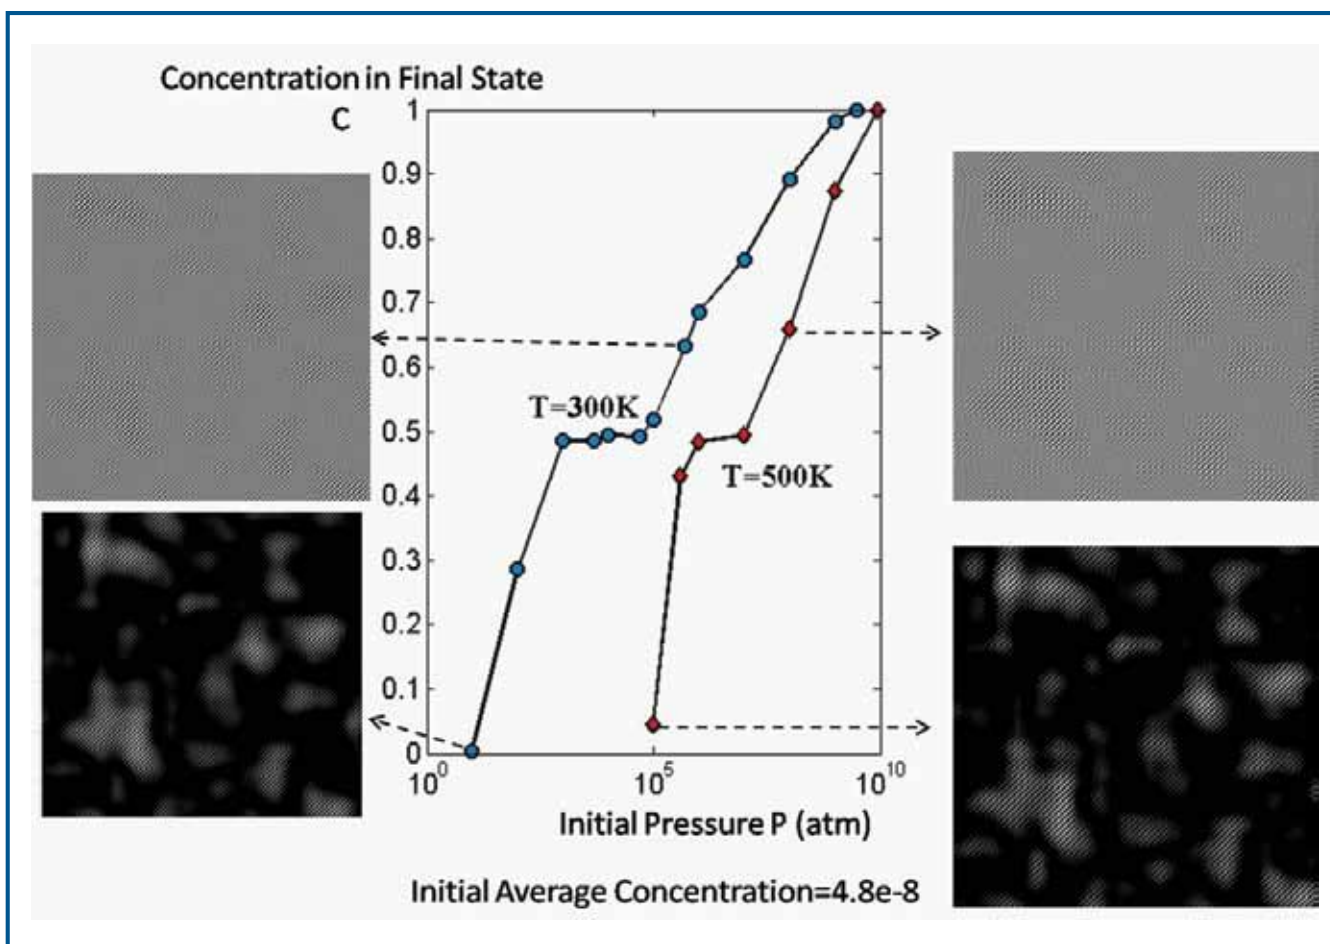 Concentration in Final State
C
1
0.9
0.8
0.7
0.6
0.5
0.4
0.3
0.2
0.1
0
T=300K
T=500K
10^0
10^5
10^10
Initial Pressure P (atm)
Initial Average Concentration=4.8e-8